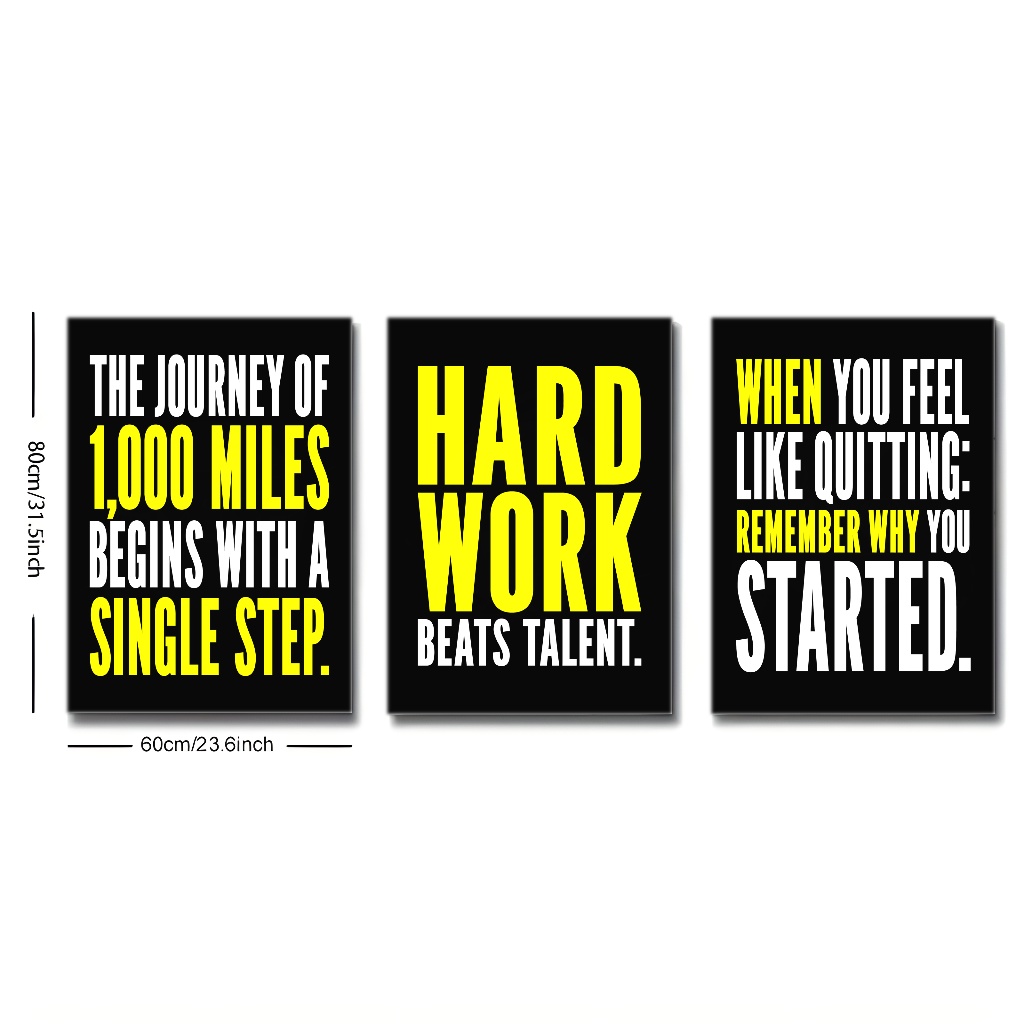 80cm/31.5inch
THE JOURNEY OF
1,000 MILES
BEGINS WITH A
SINGLE STEP.
HARD
WORK
BEATS TALENT.
WHEN YOU FEEL
LIKE QUITTING:
REMEMBER WHY YOU
STARTED.
60cm/23.6inch